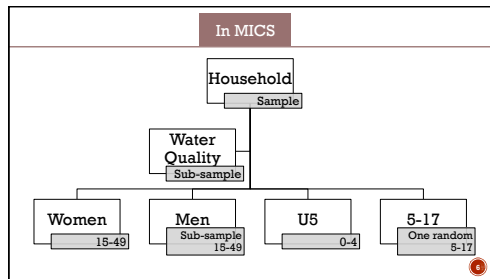 In MICS
Household
Sample
Water
Quality
Sub-sample
Women
15-49
Men
Sub-sample
15-49
U5
0-4
5-17
One random
5-17
6